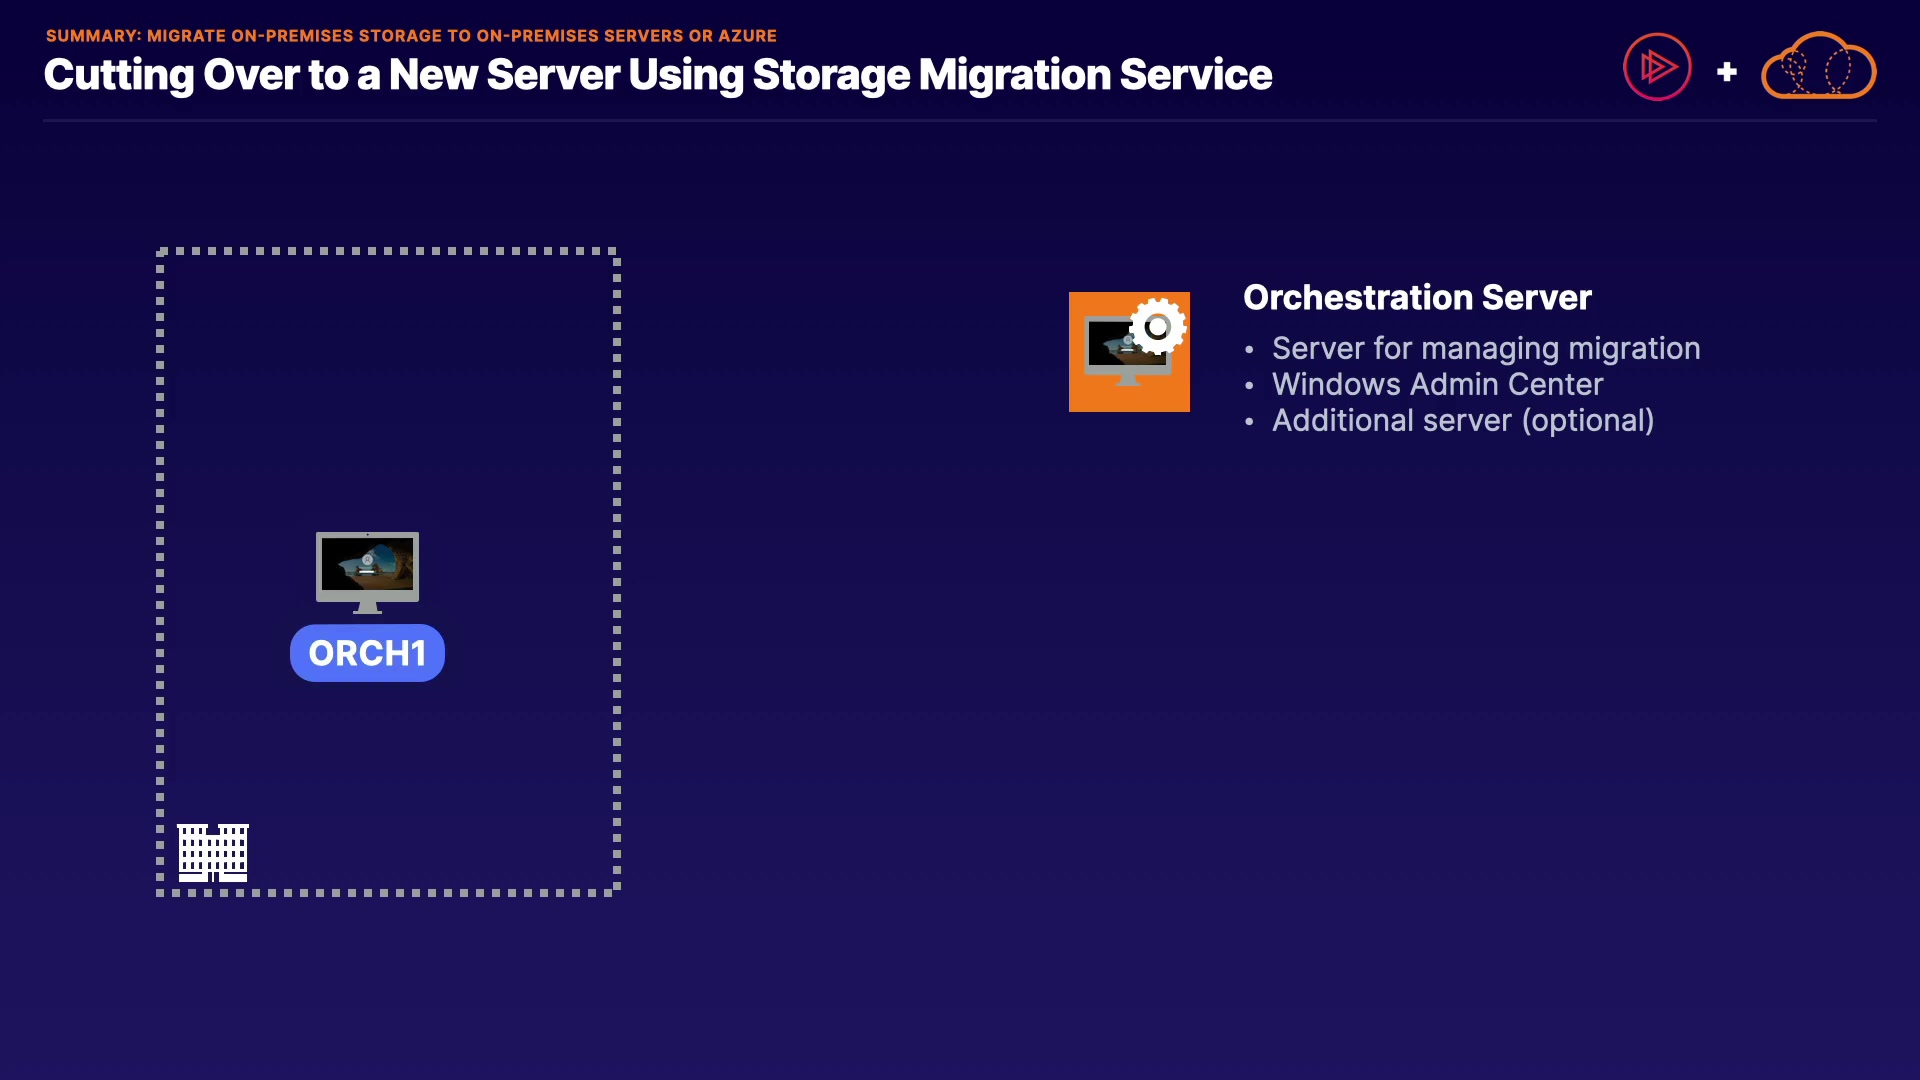 SUMMARY: MIGRATE ON-PREMISES STORAGE TO ON-PREMISES SERVERS OR AZURE
Cutting Over to a New Server Using Storage Migration Service
+
Orchestration Server
• Server for managing migration
• Windows Admin Center
• Additional server (optional)
ORCH1